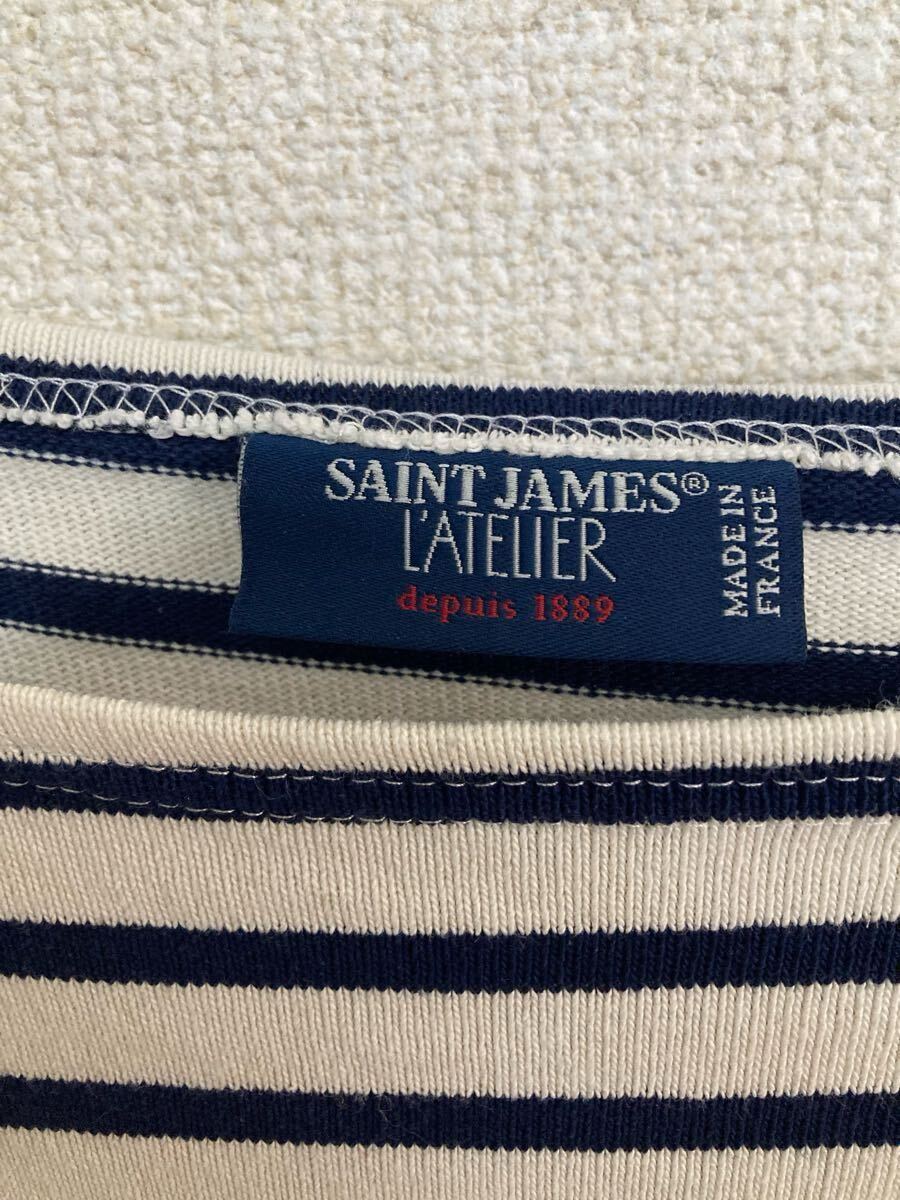 SAINT JAMES®
L'ATELIER
depuis 1889
MADE IN
FRANCE